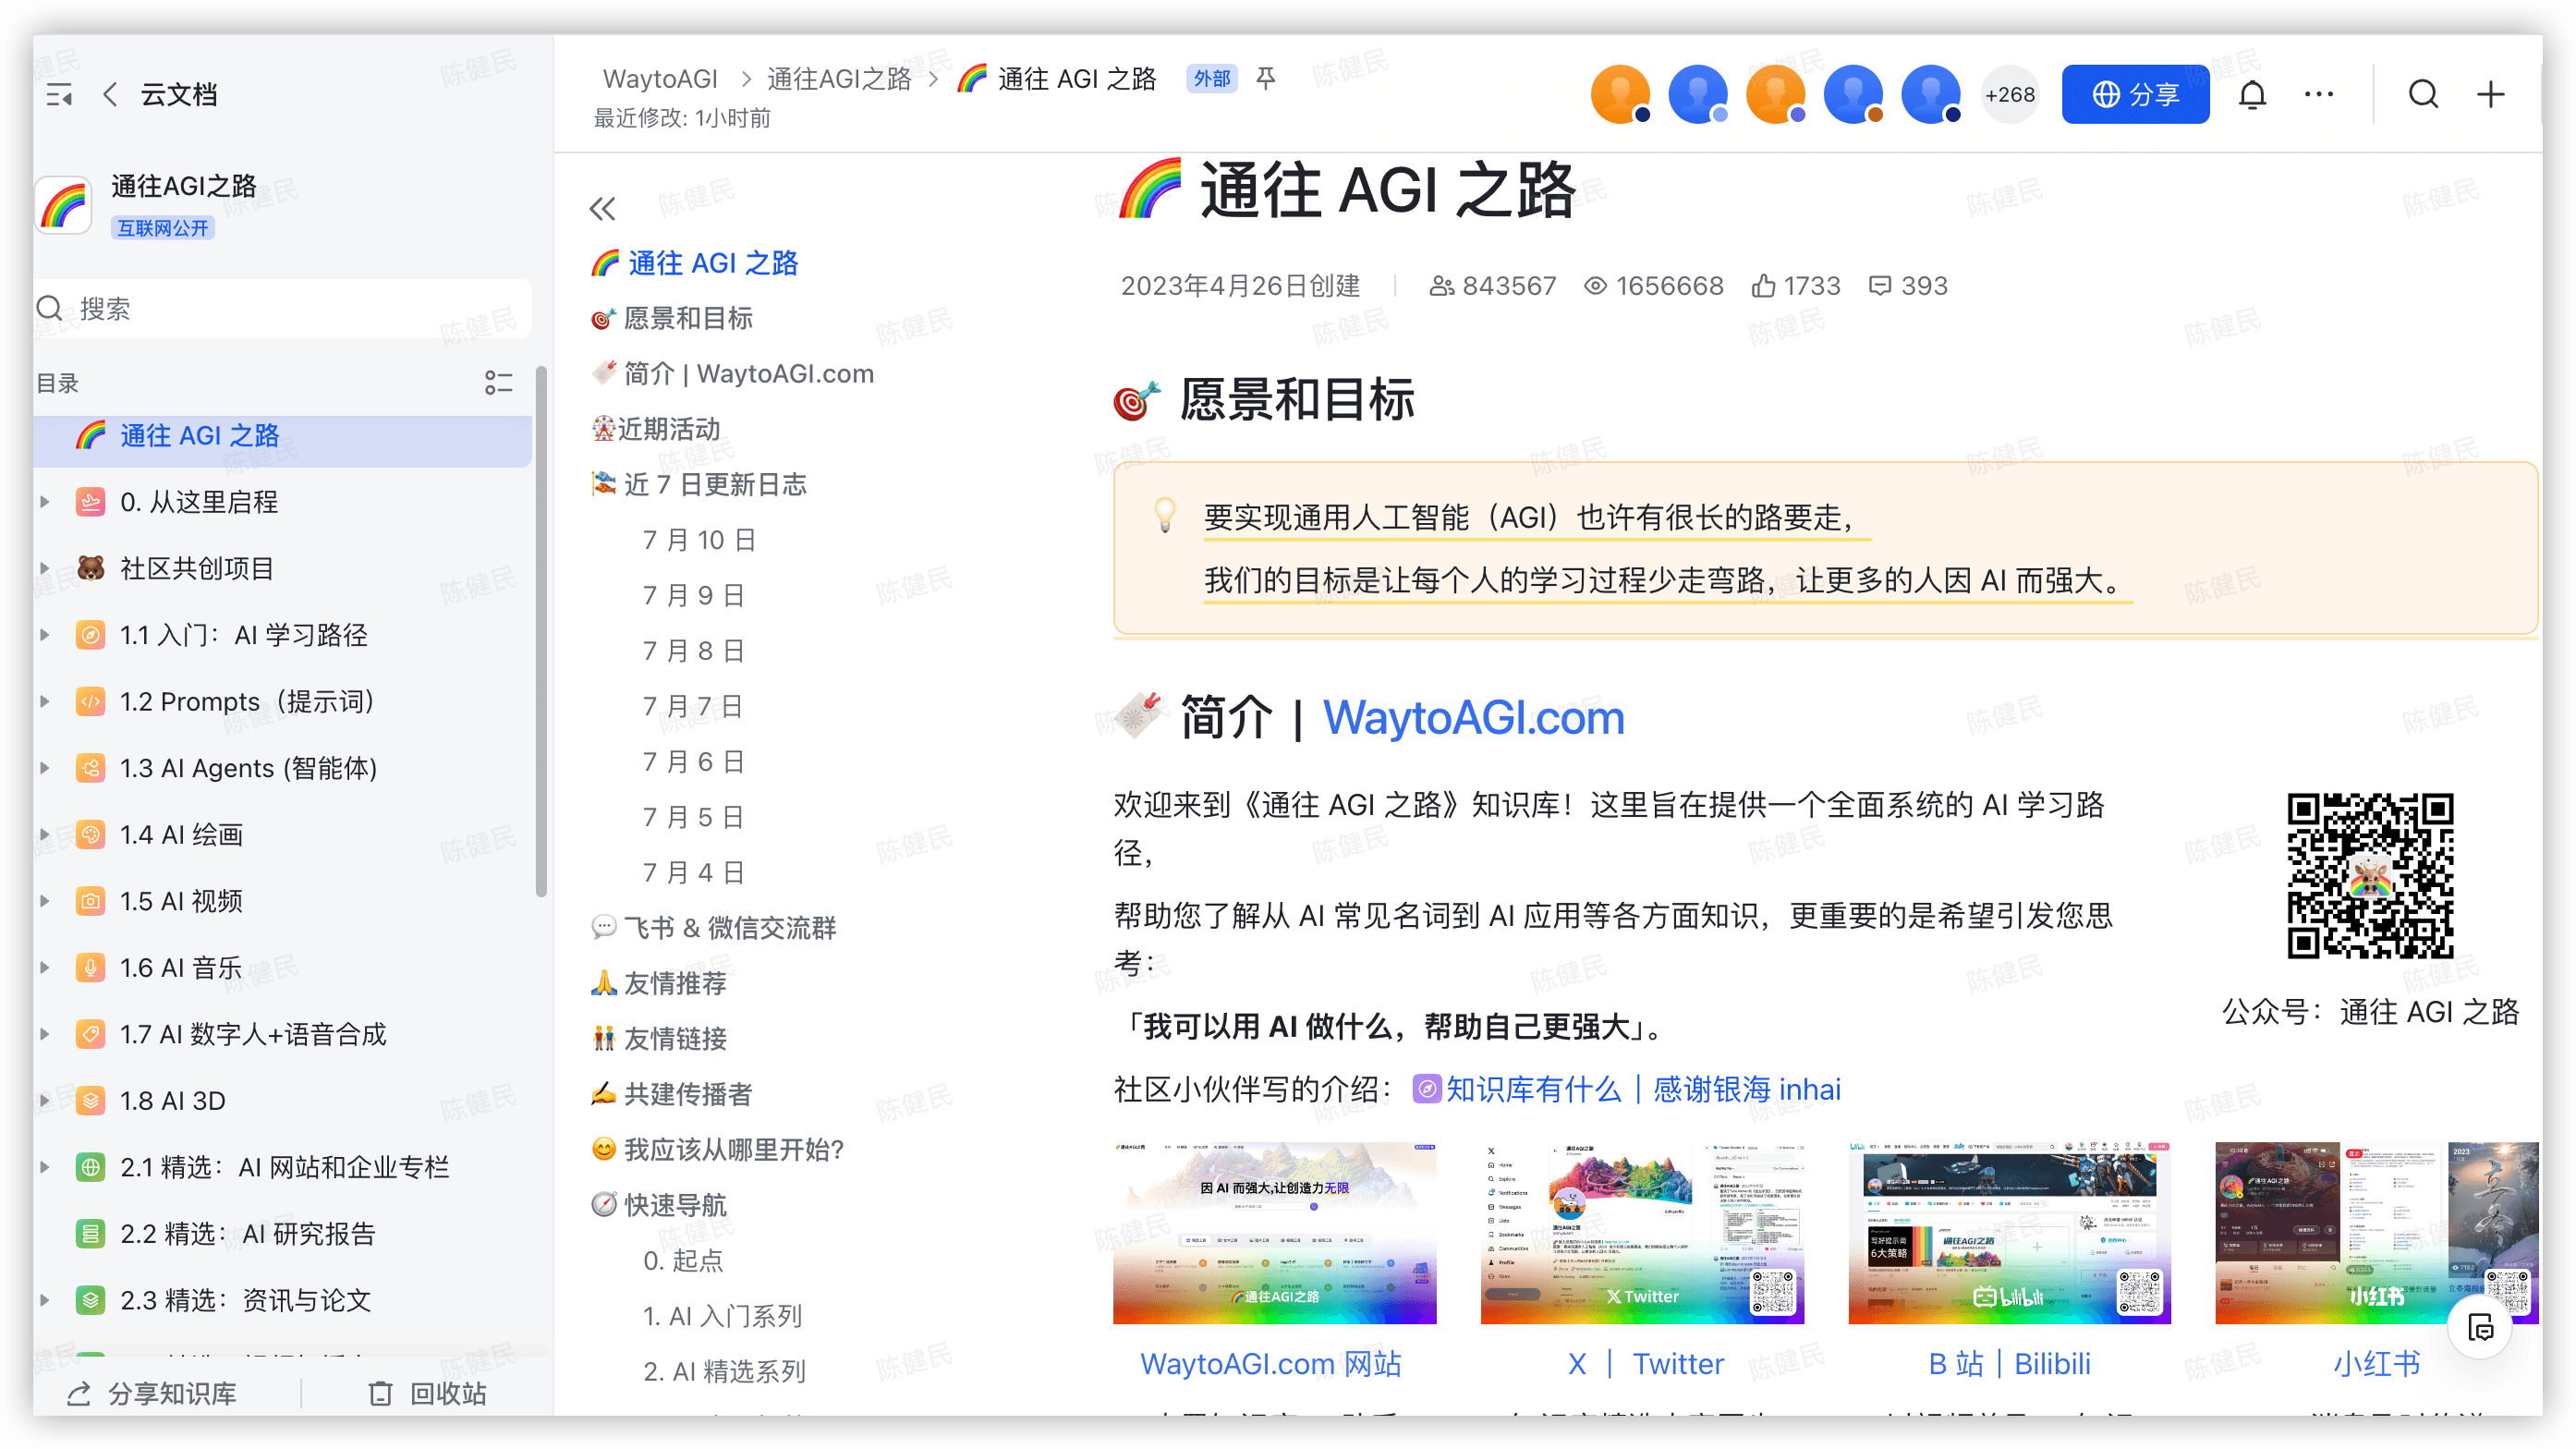 云文档
WaytoAGI > 通往AGI之路 > 通往 AGI 之路 外部
最近修改: 1小时前
+268
分享
通往AGI之路
互联网公开
搜索
目录
通往 AGI 之路
0. 从这里启程
社区共创项目
1.1 入门：AI 学习路径
1.2 Prompts（提示词）
1.3 AI Agents (智能体)
1.4 AI 绘画
1.5 AI 视频
1.6 AI 音乐
1.7 AI 数字人+语音合成
1.8 AI 3D
2.1 精选：AI 网站和企业专栏
2.2 精选：AI 研究报告
2.3 精选：资讯与论文
分享知识库
回收站
通往 AGI 之路
愿景和目标
简介 | WaytoAGI.com
近期活动
近 7 日更新日志
7 月 10 日
7 月 9 日
7 月 8 日
7 月 7 日
7 月 6 日
7 月 5 日
7 月 4 日
飞书 & 微信交流群
友情推荐
友情链接
共建传播者
我应该从哪里开始?
快速导航
0. 起点
1. AI 入门系列
2. AI 精选系列
通往 AGI 之路
2023年4月26日创建 | 843567 1656668 1733 393
愿景和目标
要实现通用人工智能（AGI）也许有很长的路要走，
我们的目标是让每个人的学习过程少走弯路，让更多的人因 AI 而强大。
简介 | WaytoAGI.com
欢迎来到《通往 AGI 之路》知识库！这里旨在提供一个全面系统的 AI 学习路
径，
帮助您了解从 AI 常见名词到 AI 应用等各方面知识，更重要的是希望引发您思
考：
「我可以用 AI 做什么，帮助自己更强大」。
社区小伙伴写的介绍：知识库有什么｜感谢银海 inhai
公众号：通往 AGI 之路
因 AI 而强大,让创造力无限
通往AGI之路
X Twitter
写好提示词
6大策略
通往AGI之路
bilibili
2023
立冬
小红书
WaytoAGI.com 网站
X ｜ Twitter
B 站｜Bilibili
小红书
陈健民